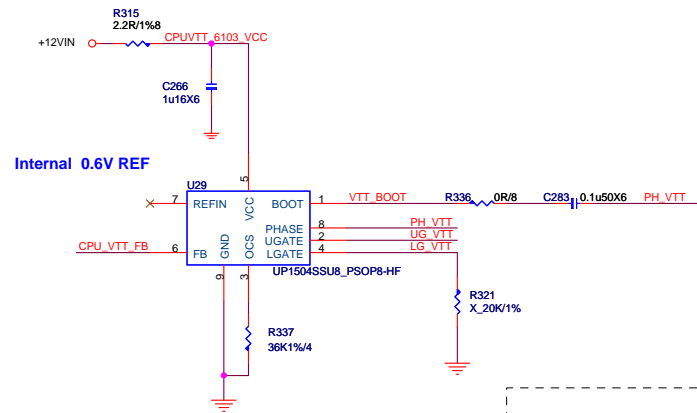 R315
2.2R/1%8
+12VIN
CPUVTT_6103_VCC
C266
1u16X6
Internal 0.6V REF
U29
5
7
REFIN
VCC
BOOT
1
VTT_BOOT
R336
0R/8
C283
0.1u50X6
PH_VTT
PHASE
8
PH_VTT
UGATE
2
UG_VTT
CPU_VTT_FB
6
FB
GND
OCS
LGATE
4
LG_VTT
9
3
UP1504SSU8_PSOP8-HF
R321
X_20K/1%
R337
36K1%/4